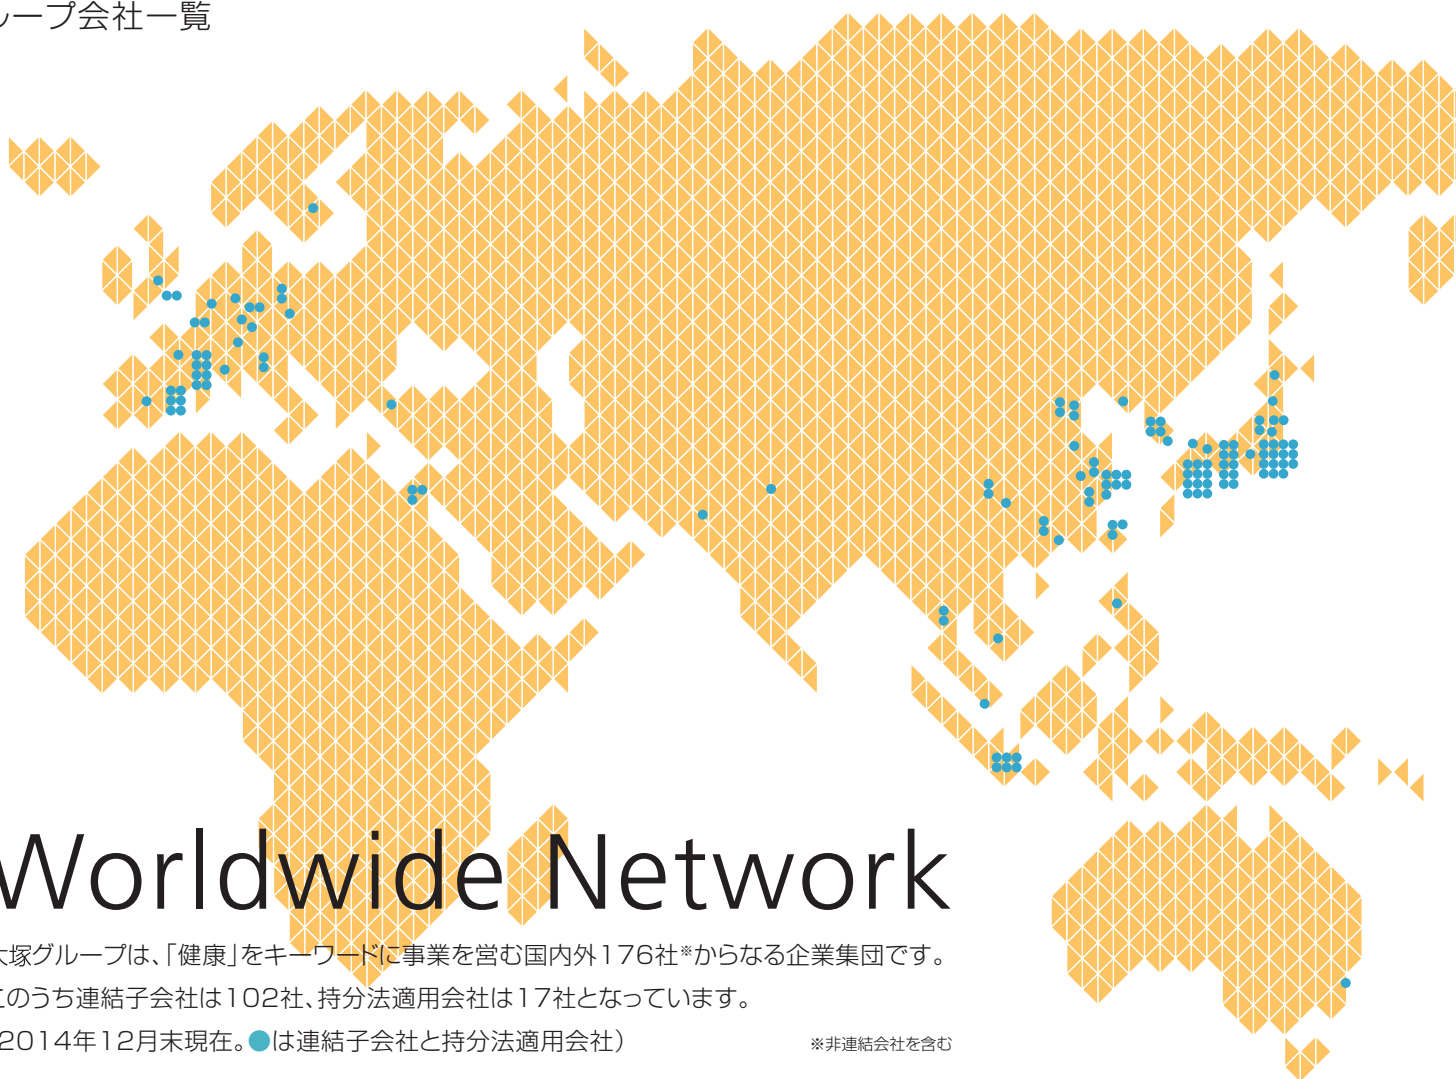 ループ会社一覧
Worldwide Network
大塚グループは、「健康」をキーワードに事業を営む国内外176社※からなる企業集団です。
このうち連結子会社は102社、持分法適用会社は17社となっています。
2014年12月末現在。●は連結子会社と持分法適用会社）
※非連結会社を含む